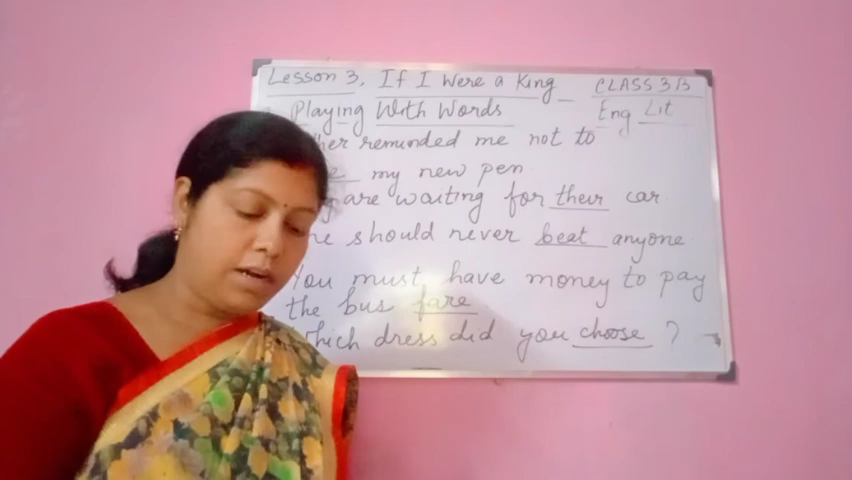 Lesson 3. If I Were a King CLASS 3 B
Playing With Words Eng Lit
reminded me not to
my new pen
are waiting for their car
should never beat anyone
You must have money to pay
the bus fare
Which dress did you choose ?